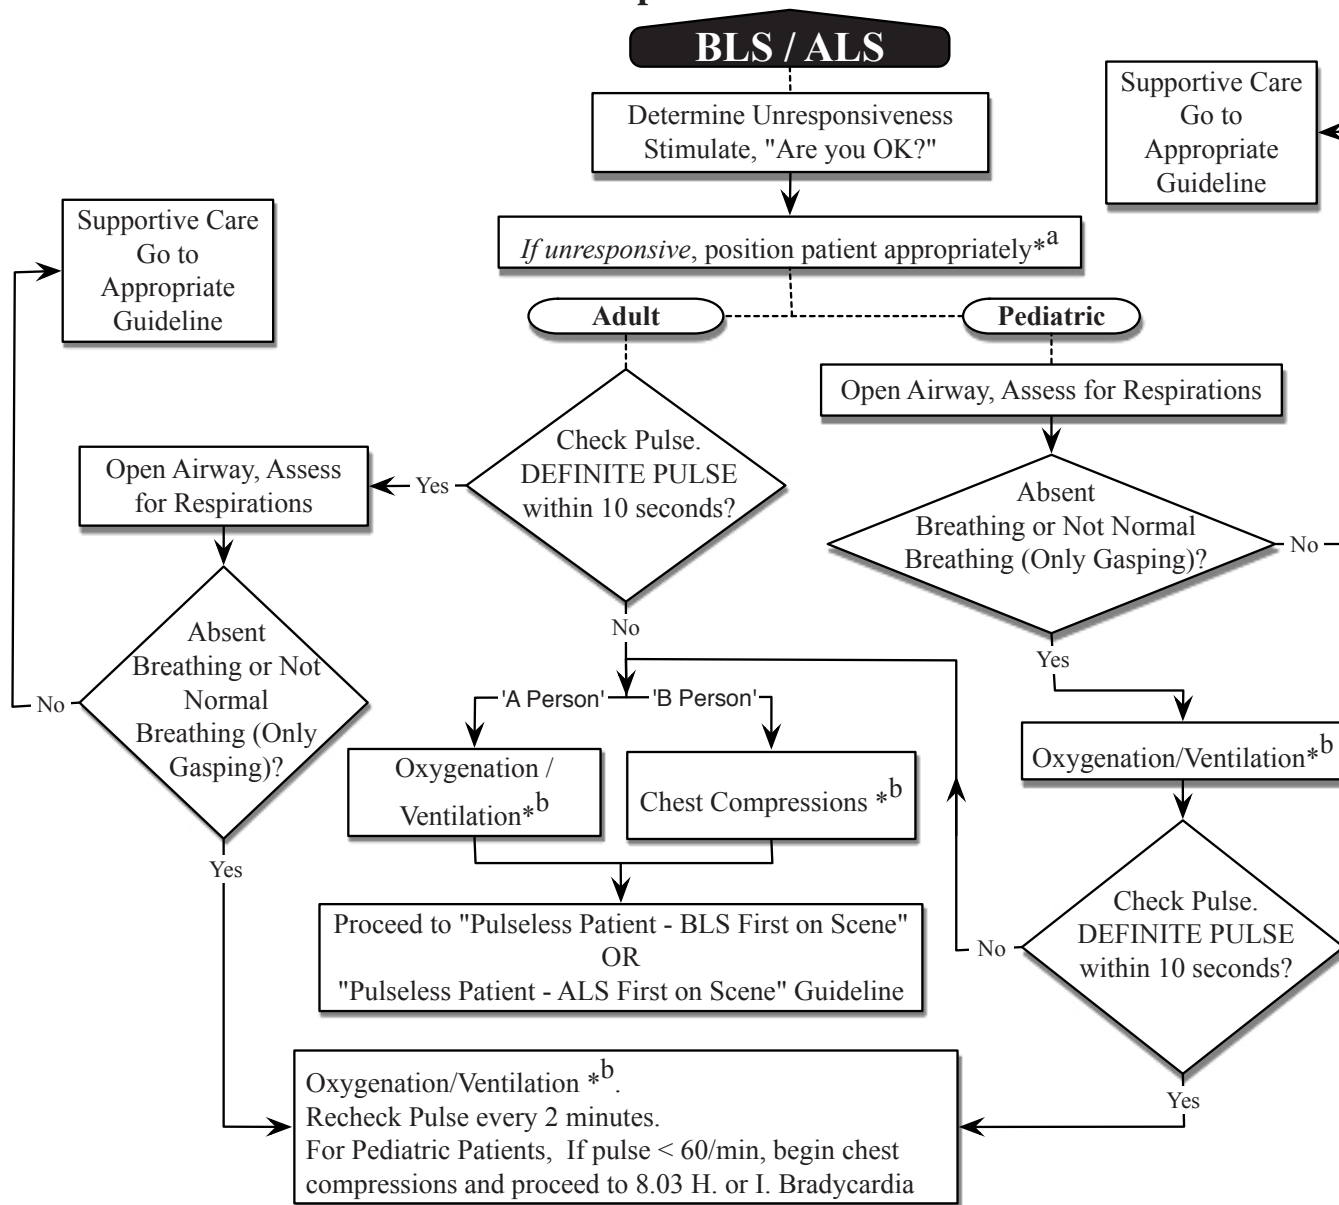 BLS / ALS
Determine Unresponsiveness
Stimulate, "Are you OK?"
Supportive Care
Go to
Appropriate
Guideline
If unresponsive, position patient appropriately*a
Supportive Care
Go to
Appropriate
Guideline
Adult
Pediatric
Open Airway, Assess for Respirations
Check Pulse.
DEFINITE PULSE
within 10 seconds?
Yes
Open Airway, Assess
for Respirations
Absent
Breathing or Not Normal
Breathing (Only Gasping)?
No
No
Yes
Absent
Breathing or Not
Normal
Breathing (Only
Gasping)?
No
Yes
'A Person'
'B Person'
Oxygenation /
Ventilation*b
Chest Compressions *b
Oxygenation/Ventilation*b
Check Pulse.
DEFINITE PULSE
within 10 seconds?
No
Yes
Proceed to "Pulseless Patient - BLS First on Scene"
OR
"Pulseless Patient - ALS First on Scene" Guideline
Oxygenation/Ventilation *b.
Recheck Pulse every 2 minutes.
For Pediatric Patients, If pulse < 60/min, begin chest
compressions and proceed to 8.03 H. or I. Bradycardia